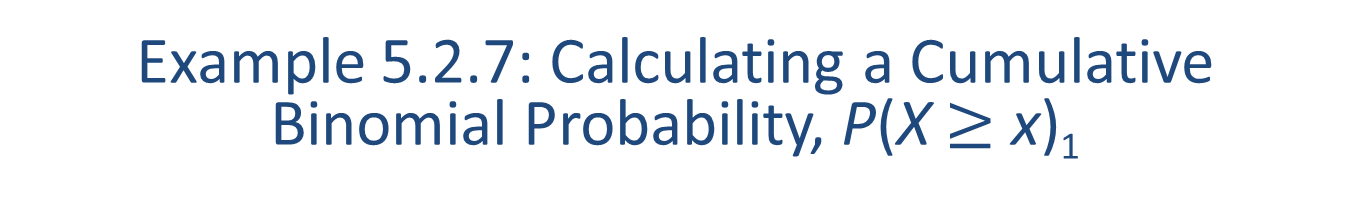 Example 5.2.7: Calculating a Cumulative
Binomial Probability, P(X ≥ x)₁